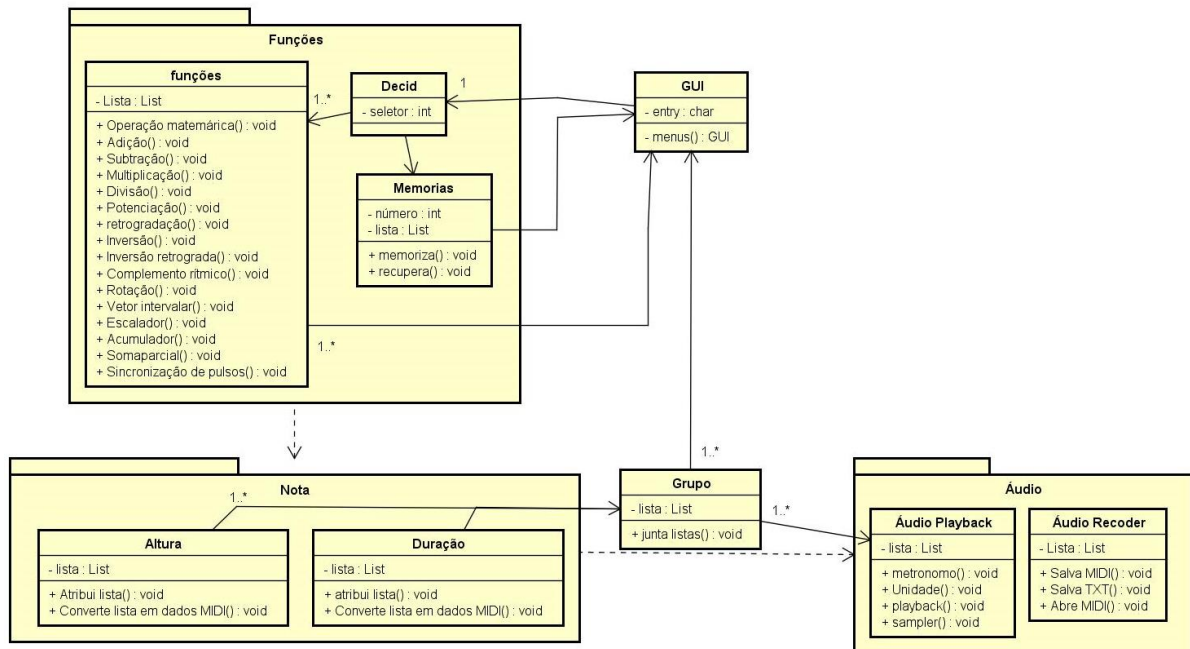 Funções
funções
- Lista : List
+ Operação matemárica() : void
+ Adição() : void
+ Subtração() : void
+ Multiplicação() : void
+ Divisão() : void
+ Potenciação() : void
+ retrogradação() : void
+ Inversão() : void
+ Inversão retrograda() : void
+ Complemento rítmico() : void
+ Rotação() : void
+ Vetor intervalar() : void
+ Escalador() : void
+ Acumulador() : void
+ Somaparcial() : void
+ Sincronização de pulsos() : void
1..*
Decid
- seletor : int
1
Memorias
- número : int
- lista : List
+ memoriza() : void
+ recupera() : void
1..*
GUI
- entry : char
- menus() : GUI
1..*
Nota
1..*
Altura
- lista : List
+ Atribui lista() : void
+ Converte lista em dados MIDI() : void
Duração
- lista : List
+ atribui lista() : void
+ Converte lista em dados MIDI() : void
Grupo
- lista : List
+ junta listas() : void
1..*
Áudio
Áudio Playback
- lista : List
+ metronomo() : void
+ Unidade() : void
+ playback() : void
+ sampler() : void
Áudio Recoder
- Lista : List
+ Salva MIDI() : void
+ Salva TXT() : void
+ Abre MIDI() : void